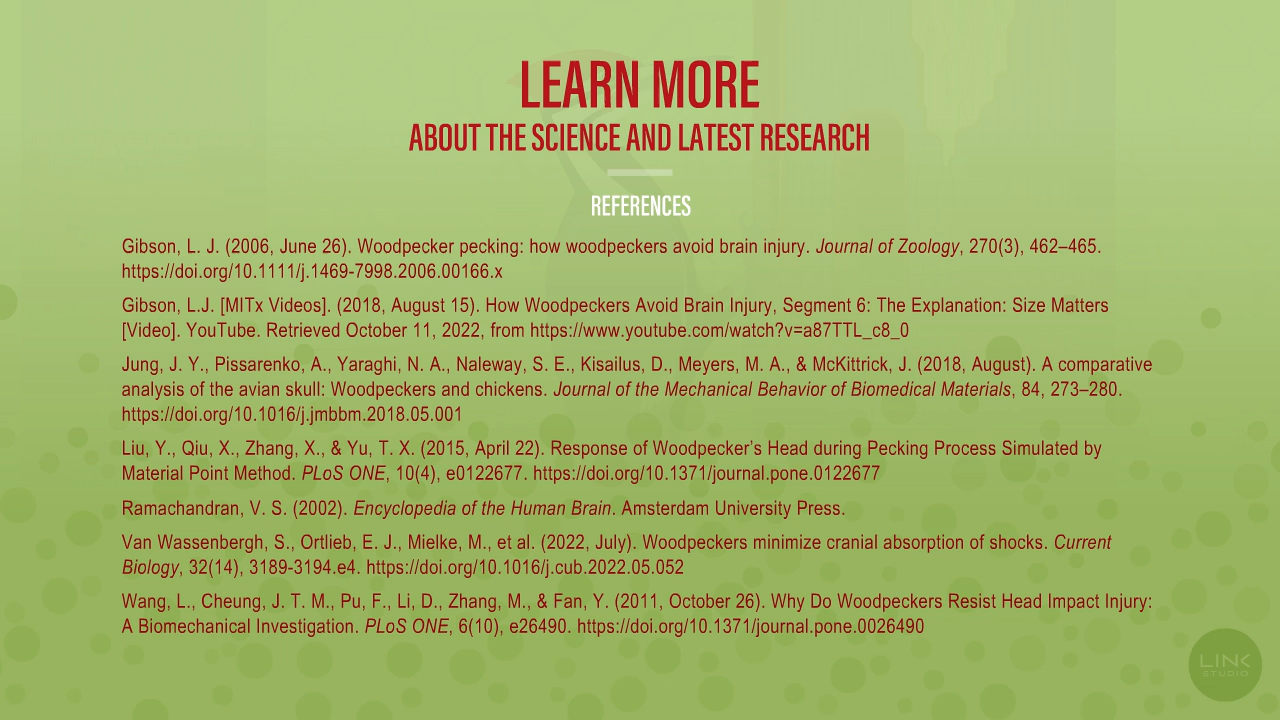 LEARN MORE
ABOUT THE SCIENCE AND LATEST RESEARCH
REFERENCES
Gibson, L. J. (2006, June 26). Woodpecker pecking: how woodpeckers avoid brain injury. Journal of Zoology, 270(3), 462–465.
https://doi.org/10.1111/j.1469-7998.2006.00166.x
Gibson, L.J. [MITx Videos]. (2018, August 15). How Woodpeckers Avoid Brain Injury, Segment 6: The Explanation: Size Matters
[Video]. YouTube. Retrieved October 11, 2022, from https://www.youtube.com/watch?v=a87TTL_c8_0
Jung, J. Y., Pissarenko, A., Yaraghi, N. A., Naleway, S. E., Kisailus, D., Meyers, M. A., & McKittrick, J. (2018, August). A comparative
analysis of the avian skull: Woodpeckers and chickens. Journal of the Mechanical Behavior of Biomedical Materials, 84, 273–280.
https://doi.org/10.1016/j.jmbbm.2018.05.001
Liu, Y., Qiu, X., Zhang, X., & Yu, T. X. (2015, April 22). Response of Woodpecker’s Head during Pecking Process Simulated by
Material Point Method. PLoS ONE, 10(4), e0122677. https://doi.org/10.1371/journal.pone.0122677
Ramachandran, V. S. (2002). Encyclopedia of the Human Brain. Amsterdam University Press.
Van Wassenbergh, S., Ortlieb, E. J., Mielke, M., et al. (2022, July). Woodpeckers minimize cranial absorption of shocks. Current
Biology, 32(14), 3189-3194.e4. https://doi.org/10.1016/j.cub.2022.05.052
Wang, L., Cheung, J. T. M., Pu, F., Li, D., Zhang, M., & Fan, Y. (2011, October 26). Why Do Woodpeckers Resist Head Impact Injury:
A Biomechanical Investigation. PLoS ONE, 6(10), e26490. https://doi.org/10.1371/journal.pone.0026490
LINK
STUDIO